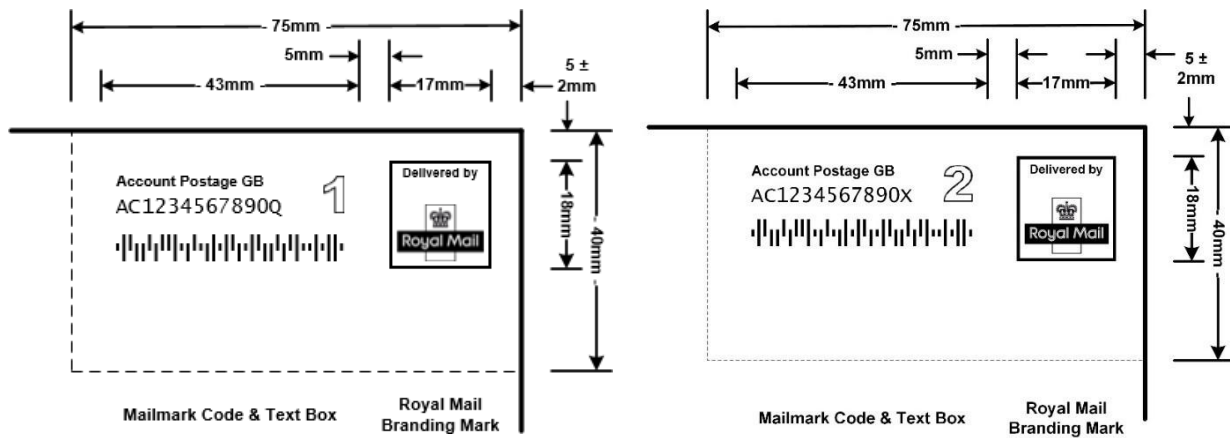 - 75mm -
5mm
- 43mm -
-17mm-
5 ±
2mm
Account Postage GB
AC1234567890Q
1
Delivered by
Royal Mail
- 18mm -
- 40mm -
Mailmark Code & Text Box
Royal Mail
Branding Mark
- 75mm -
5mm
- 43mm -
17mm
5 ±
2mm
Account Postage GB
AC1234567890X
2
Delivered by
Royal Mail
- 18mm -
- 40mm -
Mailmark Code & Text Box
Royal Mail
Branding Mark